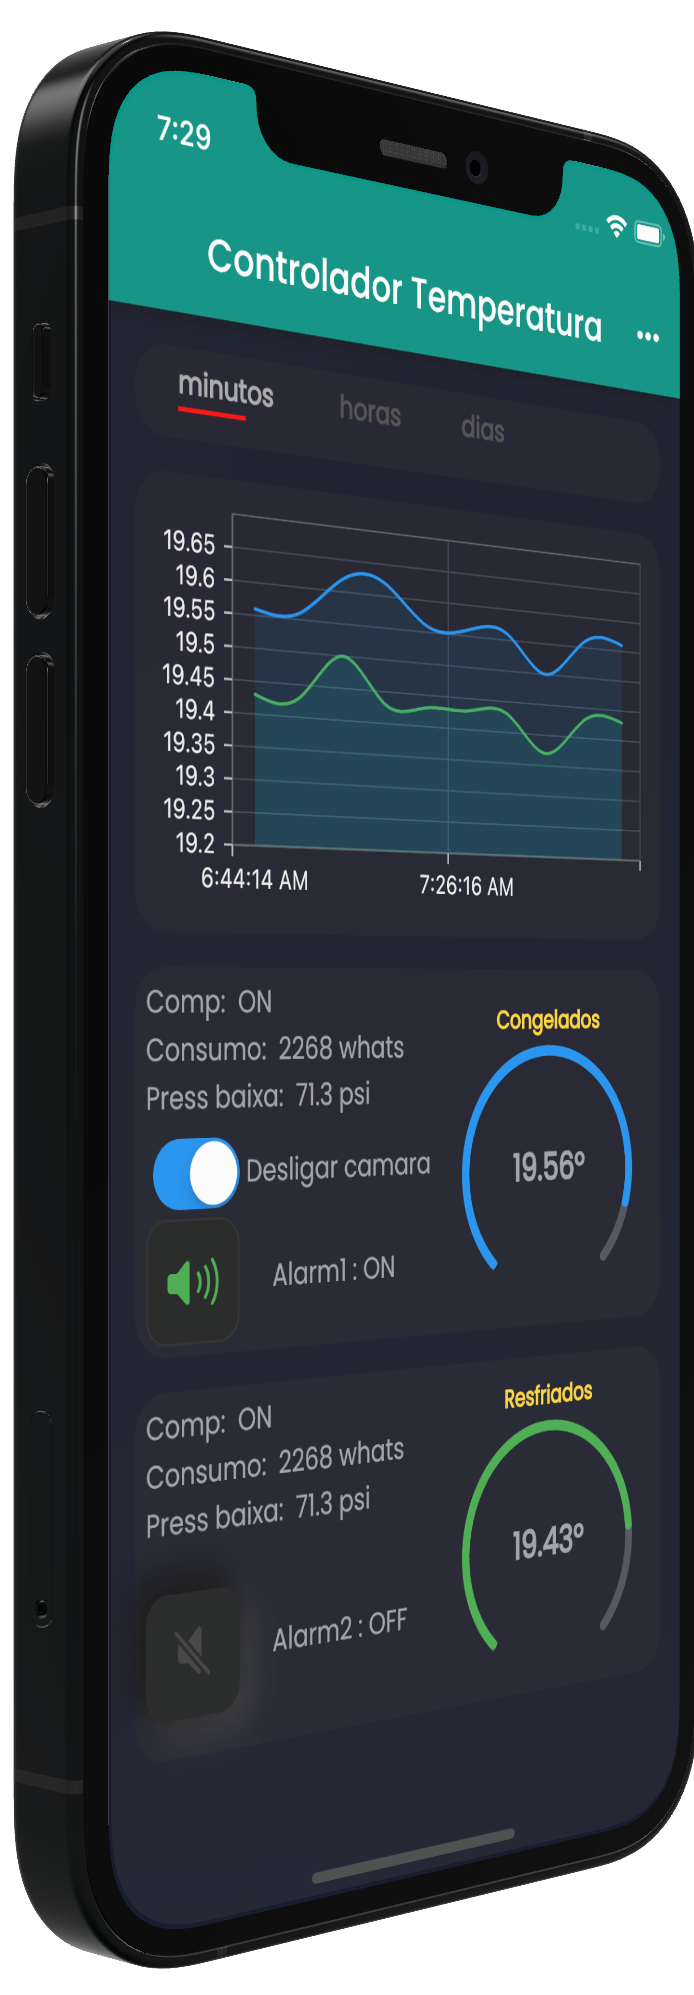 7:29
Controlador Temperatura
minutos horas dias
19.65
19.6
19.55
19.5
19.45
19.4
19.35
19.3
19.25
19.2
6:44:14 AM 7:26:16 AM
Comp: ON
Consumo: 2268 whats
Press baixa: 71.3 psi
Desligar camara
Alarm1 : ON
Congelados
19.56º
Comp: ON
Consumo: 2268 whats
Press baixa: 71.3 psi
Alarm2 : OFF
Resfriados
19.43º